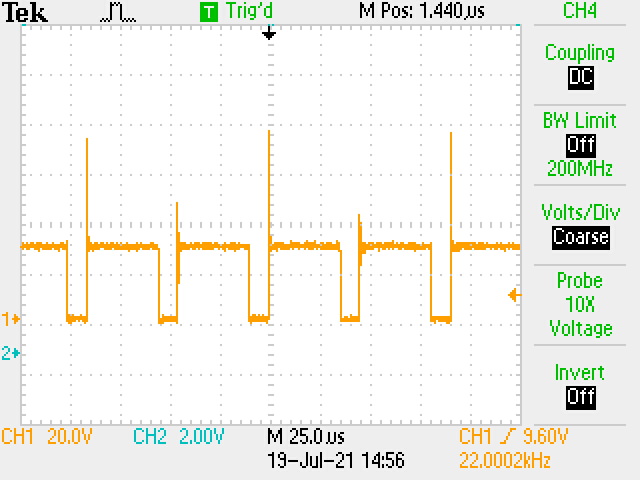 Tek T Trig'd M Pos: 1.440µs CH4
Coupling
DC
BW Limit
Off
200MHz
Volts/Div
Coarse
Probe
10X
Voltage
Invert
Off
1
2
CH1 20.0V CH2 2.00V M 25.0µs CH1 9.60V
19-Jul-21 14:56 22.0002kHz